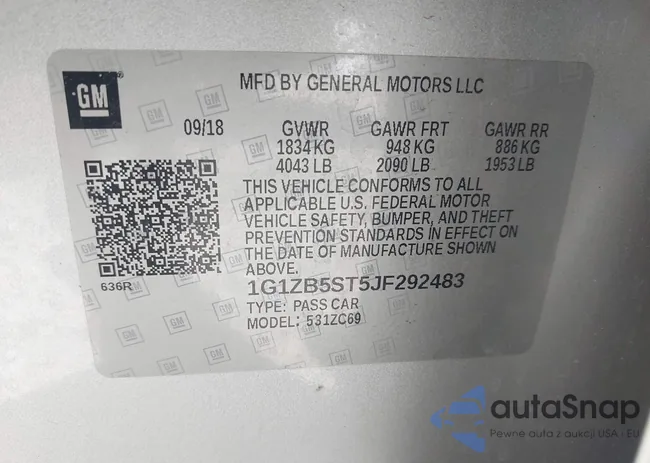 GM
MFD BY GENERAL MOTORS LLC
09/18 GVWR GAWR FRT GAWR RR
1834 KG 948 KG 886 KG
4043 LB 2090 LB 1953 LB
THIS VEHICLE CONFORMS TO ALL
APPLICABLE U.S. FEDERAL MOTOR
VEHICLE SAFETY, BUMPER, AND THEFT
PREVENTION STANDARDS IN EFFECT ON
THE DATE OF MANUFACTURE SHOWN
ABOVE.
636R
1G1ZB5ST5JF292483
TYPE: PASS CAR
MODEL: 531ZC69
autoSnap
Pewne auta z aukcji USA - EU